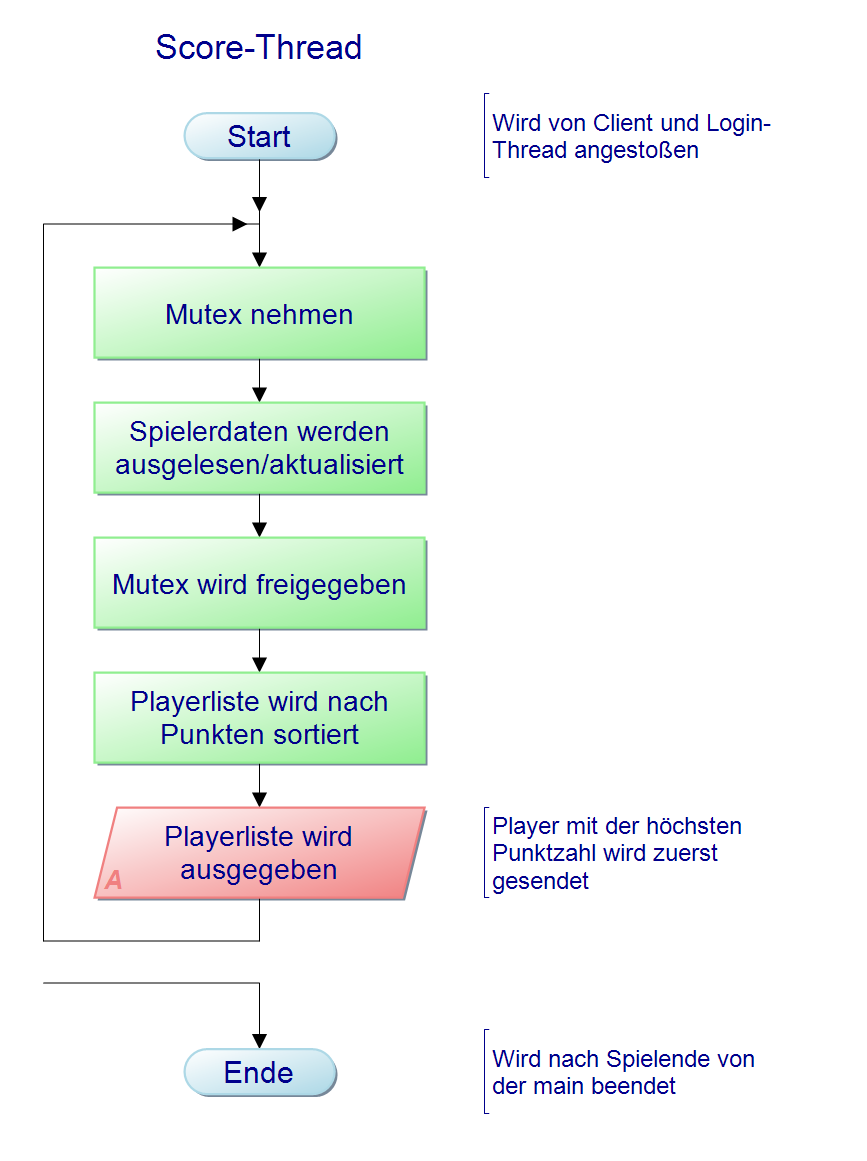 Score-Thread
Start
Wird von Client und Login-
Thread angestoßen
Mutex nehmen
Spielerdaten werden
ausgelesen/aktualisiert
Mutex wird freigegeben
Playerliste wird nach
Punkten sortiert
Playerliste wird
ausgegeben
A
Player mit der höchsten
Punktzahl wird zuerst
gesendet
Ende
Wird nach Spielende von
der main beendet